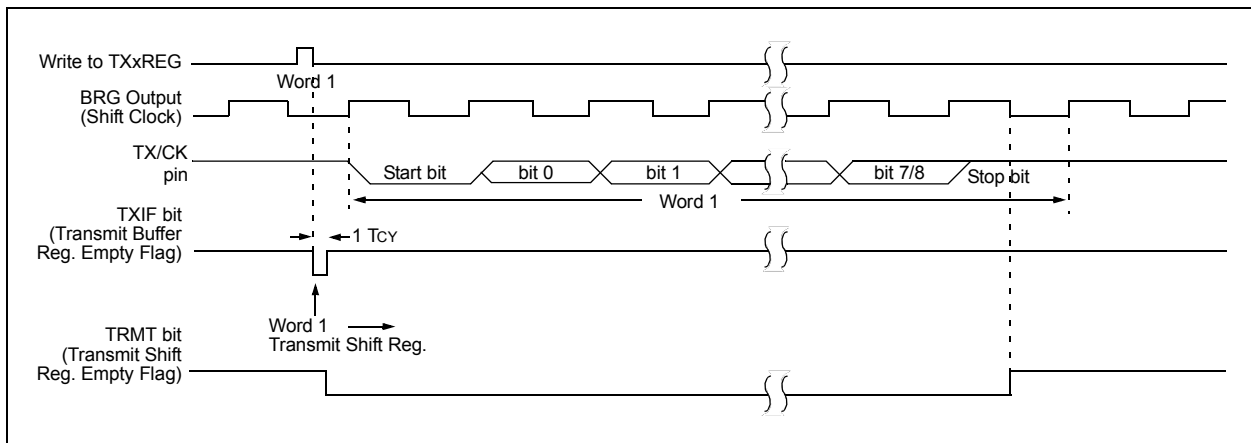 Write to TXxREG
Word 1
BRG Output
(Shift Clock)
TX/CK
pin
Start bit
bit 0
bit 1
bit 7/8
Stop bit
Word 1
TXIF bit
(Transmit Buffer
Reg. Empty Flag)
1 TCY
Word 1
Transmit Shift Reg.
TRMT bit
(Transmit Shift
Reg. Empty Flag)